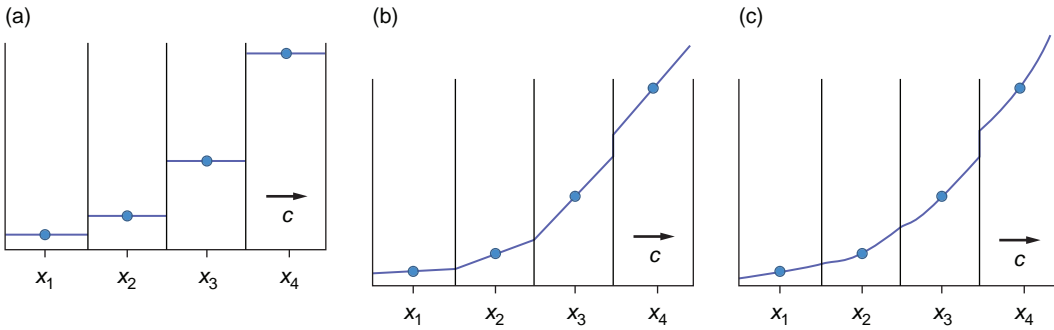 (a)
c
x₁ x₂ x₃ x₄
(b)
c
x₁ x₂ x₃ x₄
(c)
c
x₁ x₂ x₃ x₄